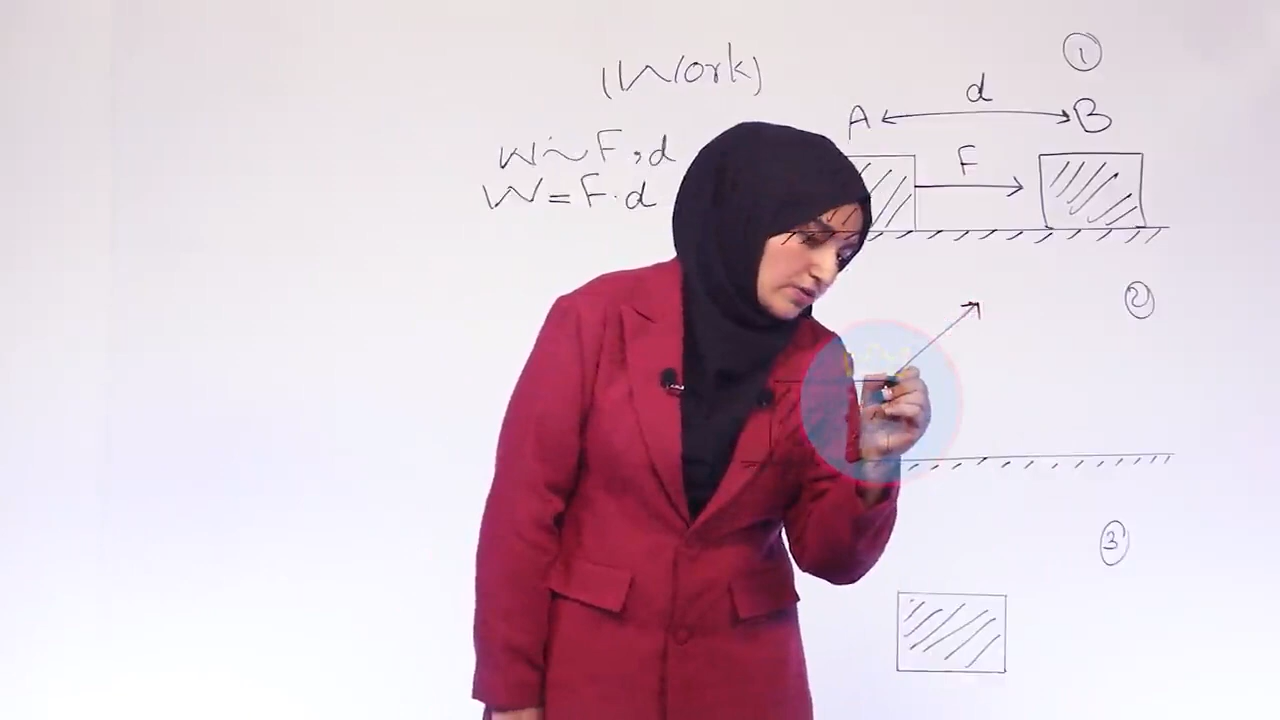 (Work)
W ~ F, d
W = F · d
①
d
A
B
F
②
③